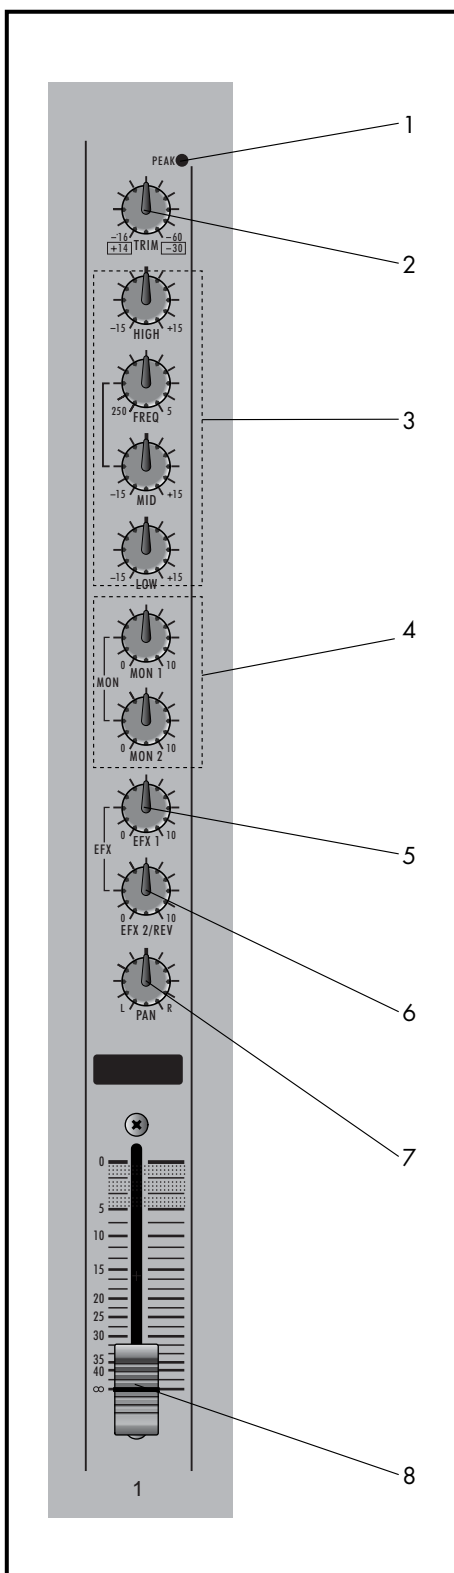 1
PEAK
2
-16 -60
+14 TRIM -30
-15 +15
HIGH
3
250 5
FREQ
-15 +15
MID
-15 +15
LOW
4
0 10
MON 1
MON
0 10
MON 2
5
0 10
EFX 1
EFX
0 10
EFX 2/REV
6
L R
PAN
7
0
5
10
15
20
25
30
35
40
∞
8
1